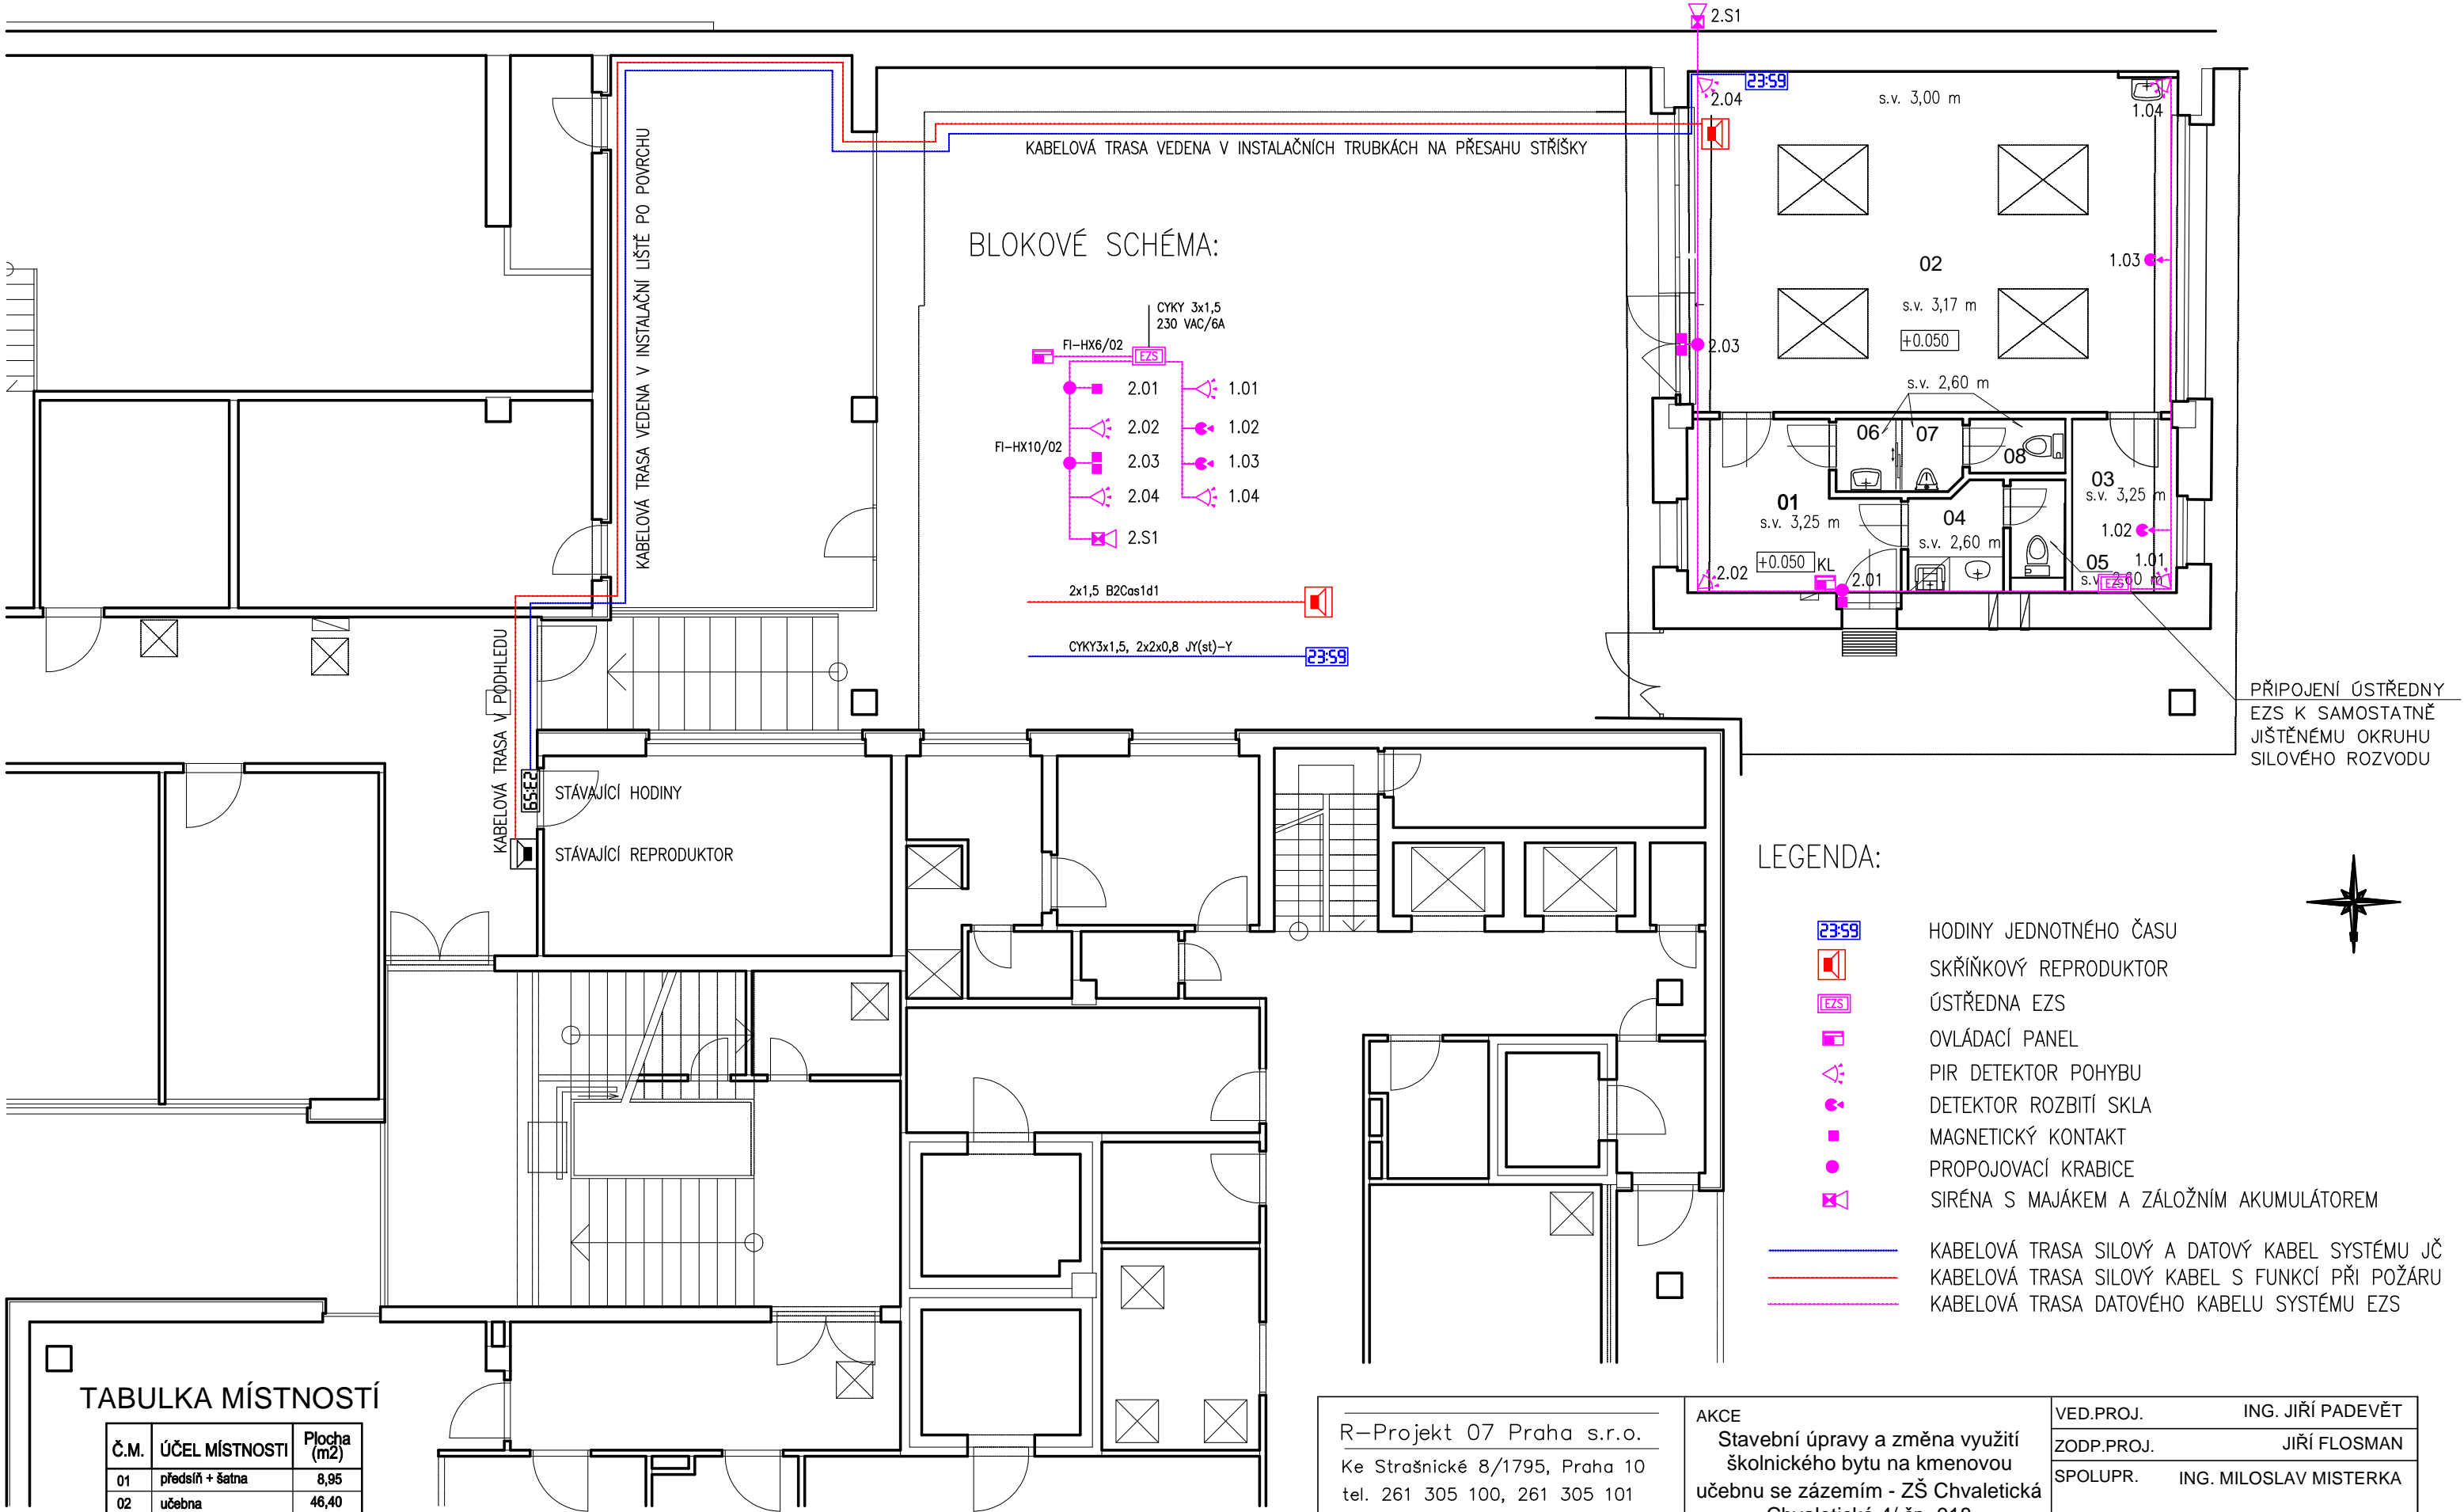 2.S1
23:59
2.04
s.v. 3,00 m
1.04
KABELOVÁ TRASA VEDENA V INSTALAČNÍCH TRUBKÁCH NA PŘESAHU STŘÍŠKY
KABELOVÁ TRASA VEDENA V INSTALAČNÍ LIŠTĚ PO POVRCHU
BLOKOVÉ SCHÉMA:
CYKY 3x1,5
230 VAC/6A
FI-HX6/02
EZS
2.01
1.01
2.02
1.02
FI-HX10/02
2.03
1.03
2.04
1.04
2.S1
2x1,5 B2Cas1d1
CYKY3x1,5, 2x2x0,8 JY(st)-Y
23:59
02
1.03
s.v. 3,17 m
+0.050
2.03
s.v. 2,60 m
06
07
08
03
s.v. 3,25 m
01
s.v. 3,25 m
04
s.v. 2,60 m
1.02
+0.050
KL
2.02
2.01
05
1.01
s.v. 2,60 m
EZS
PŘIPOJENÍ ÚSTŘEDNY
EZS K SAMOSTATNĚ
JIŠTĚNÉMU OKRUHU
SILOVÉHO ROZVODU
KABELOVÁ TRASA V PODHLEDU
23:59
STÁVAJÍCÍ HODINY
STÁVAJÍCÍ REPRODUKTOR
LEGENDA:
23:59 HODINY JEDNOTNÉHO ČASU
SKŘÍŇKOVÝ REPRODUKTOR
EZS ÚSTŘEDNA EZS
OVLÁDACÍ PANEL
PIR DETEKTOR POHYBU
DETEKTOR ROZBITÍ SKLA
MAGNETICKÝ KONTAKT
PROPOJOVACÍ KRABICE
SIRÉNA S MAJÁKEM A ZÁLOŽNÍM AKUMULÁTOREM
KABELOVÁ TRASA SILOVÝ A DATOVÝ KABEL SYSTÉMU JČ
KABELOVÁ TRASA SILOVÝ KABEL S FUNKCÍ PŘI POŽÁRU
KABELOVÁ TRASA DATOVÉHO KABELU SYSTÉMU EZS
TABULKA MÍSTNOSTÍ
Č.M. ÚČEL MÍSTNOSTI Plocha (m2)
01 předsíň + šatna 8,95
02 učebna 46,40
R-Projekt 07 Praha s.r.o.
Ke Strašnické 8/1795, Praha 10
tel. 261 305 100, 261 305 101
AKCE
Stavební úpravy a změna využití
školnického bytu na kmenovou
učebnu se zázemím - ZŠ Chvaletická
VED.PROJ. ING. JIŘÍ PADEVĚT
ZODP.PROJ. JIŘÍ FLOSMAN
SPOLUPR. ING. MILOSLAV MISTERKA